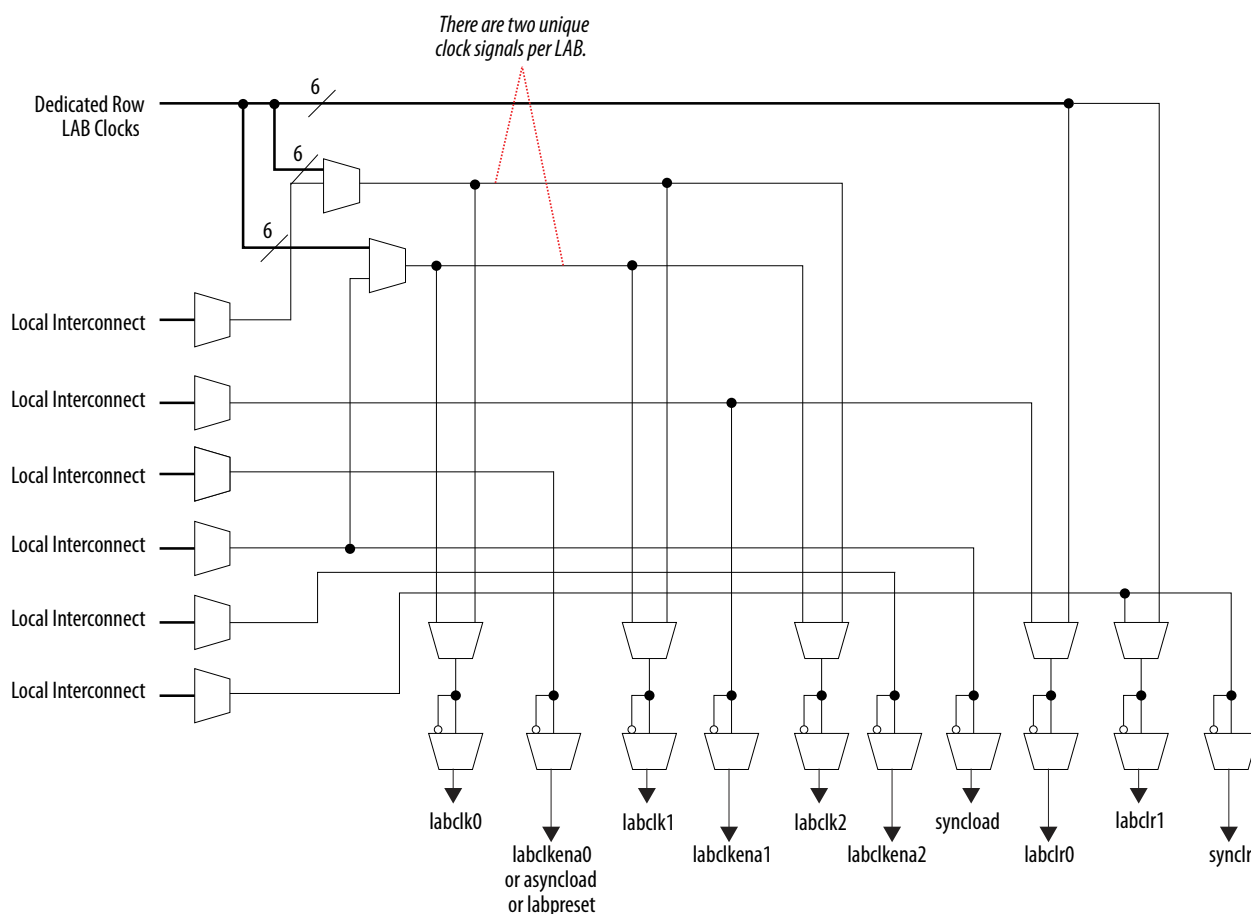 There are two unique
clock signals per LAB.
6
Dedicated Row
LAB Clocks
6
6
Local Interconnect
Local Interconnect
Local Interconnect
Local Interconnect
Local Interconnect
Local Interconnect
labclk0
labclk1
labclk2
syncload
labclr1
labclkena0
or asyncload
or labpreset
labclkena1
labclkena2
labclr0
synclr